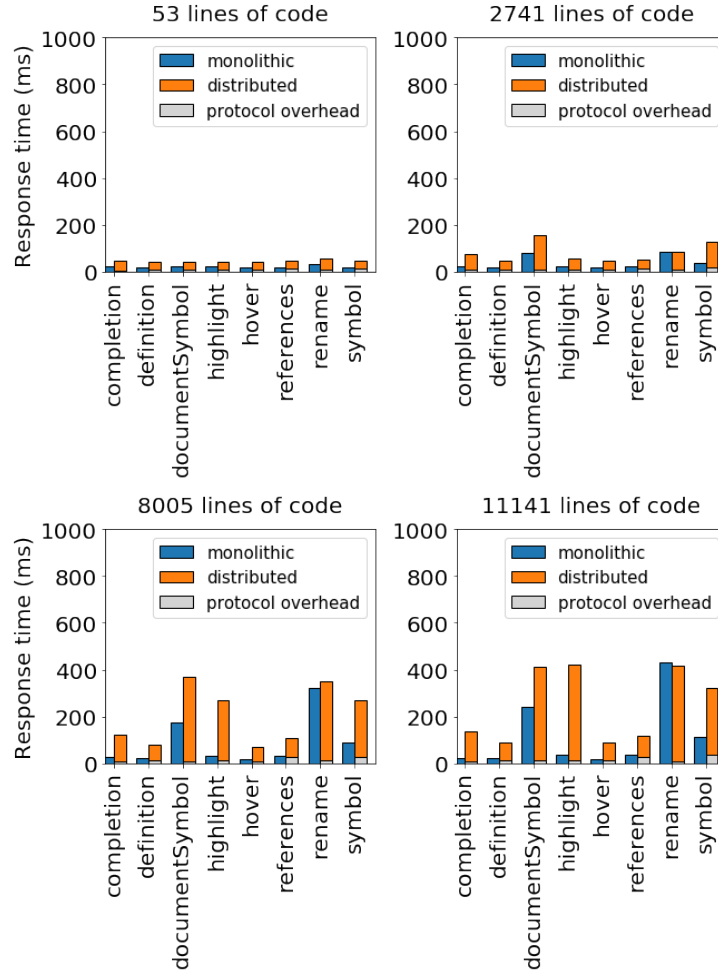 53 lines of code
Response time (ms)
1000
800
600
400
200
0
monolithic
distributed
protocol overhead
completion
definition
documentSymbol
highlight
hover
references
rename
symbol
2741 lines of code
1000
800
600
400
200
0
monolithic
distributed
protocol overhead
completion
definition
documentSymbol
highlight
hover
references
rename
symbol
8005 lines of code
Response time (ms)
1000
800
600
400
200
0
monolithic
distributed
protocol overhead
completion
definition
documentSymbol
highlight
hover
references
rename
symbol
11141 lines of code
1000
800
600
400
200
0
monolithic
distributed
protocol overhead
completion
definition
documentSymbol
highlight
hover
references
rename
symbol